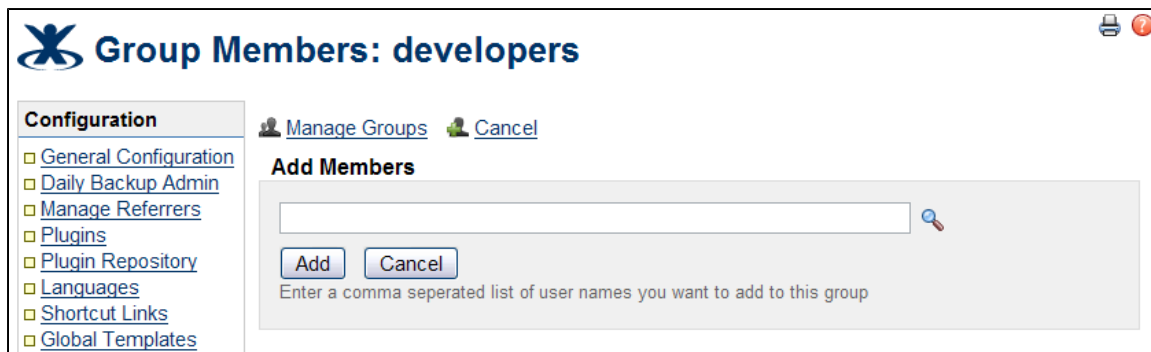 Group Members: developers
Configuration
General Configuration
Daily Backup Admin
Manage Referrers
Plugins
Plugin Repository
Languages
Shortcut Links
Global Templates
Manage Groups Cancel
Add Members
Add Cancel
Enter a comma seperated list of user names you want to add to this group